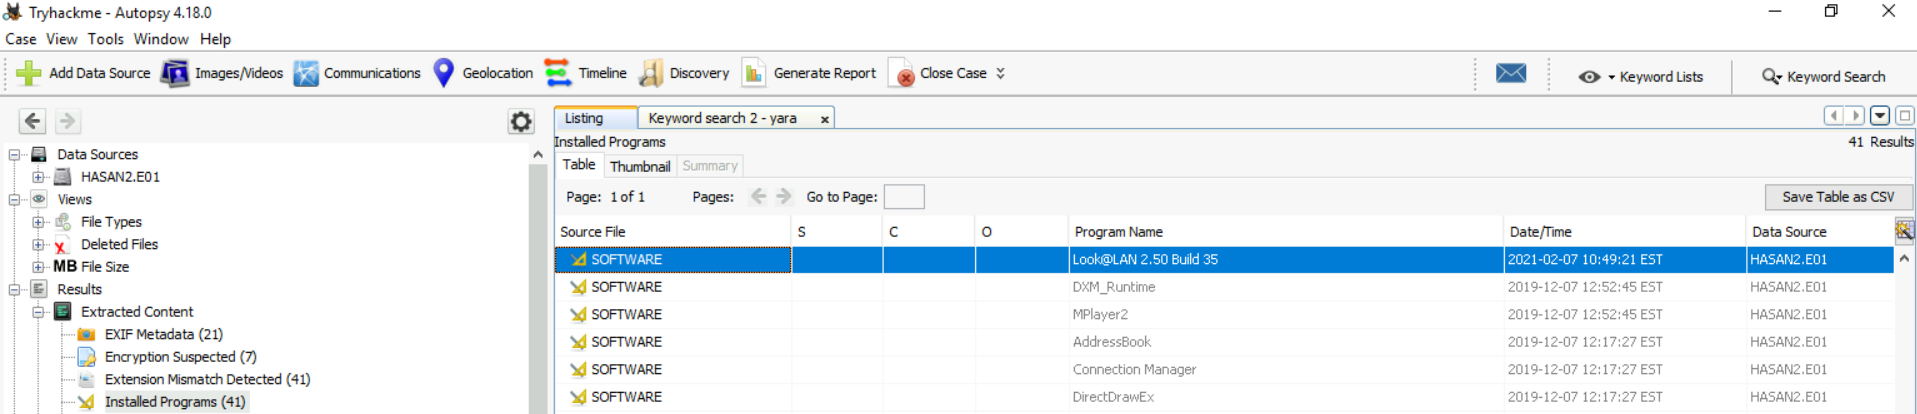 Tryhackme - Autopsy 4.18.0
Case View Tools Window Help
Add Data Source Images/Videos Communications Geolocation Timeline Discovery Generate Report Close Case Keyword Lists Keyword Search
Listing Keyword search 2 - yara x
Installed Programs 41 Results
Table Thumbnail Summary
Page: 1 of 1 Pages: Go to Page: Save Table as CSV
Source File S C O Program Name Date/Time Data Source
SOFTWARE Look@LAN 2.50 Build 35 2021-02-07 10:49:21 EST HASAN2.E01
SOFTWARE DXM_Runtime 2019-12-07 12:52:45 EST HASAN2.E01
SOFTWARE MPlayer2 2019-12-07 12:52:45 EST HASAN2.E01
SOFTWARE AddressBook 2019-12-07 12:17:27 EST HASAN2.E01
SOFTWARE Connection Manager 2019-12-07 12:17:27 EST HASAN2.E01
SOFTWARE DirectDrawEx 2019-12-07 12:17:27 EST HASAN2.E01
Data Sources
HASAN2.E01
Views
File Types
Deleted Files
MB File Size
Results
Extracted Content
EXIF Metadata (21)
Encryption Suspected (7)
Extension Mismatch Detected (41)
Installed Programs (41)